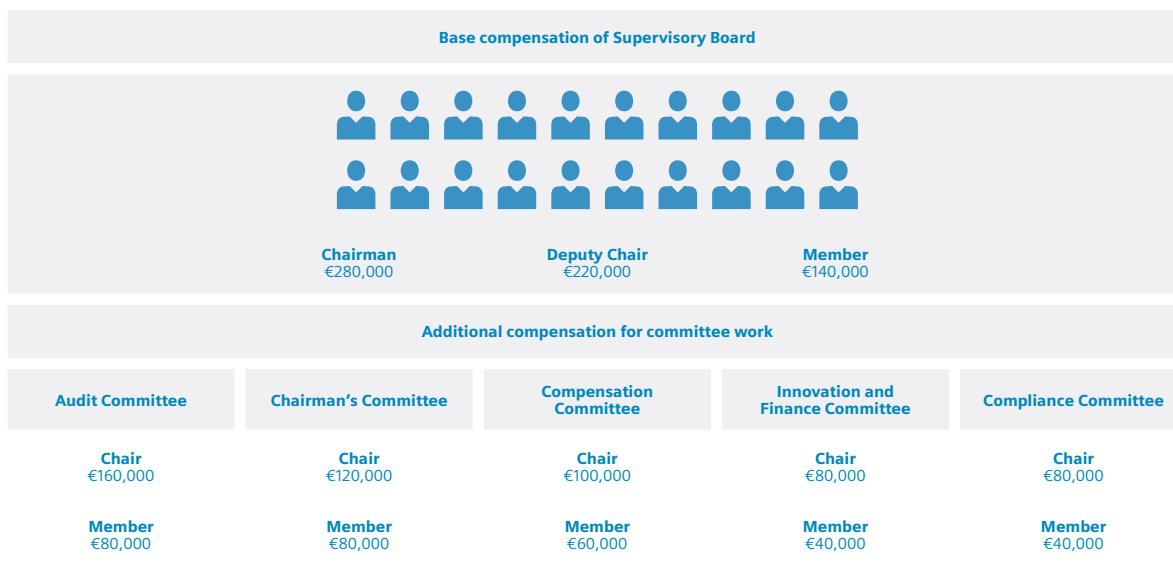 Base compensation of Supervisory Board
Chairman
€280,000
Deputy Chair
€220,000
Member
€140,000
Additional compensation for committee work
Audit Committee
Chair
€160,000
Member
€80,000
Chairman’s Committee
Chair
€120,000
Member
€80,000
Compensation
Committee
Chair
€100,000
Member
€60,000
Innovation and
Finance Committee
Chair
€80,000
Member
€40,000
Compliance Committee
Chair
€80,000
Member
€40,000